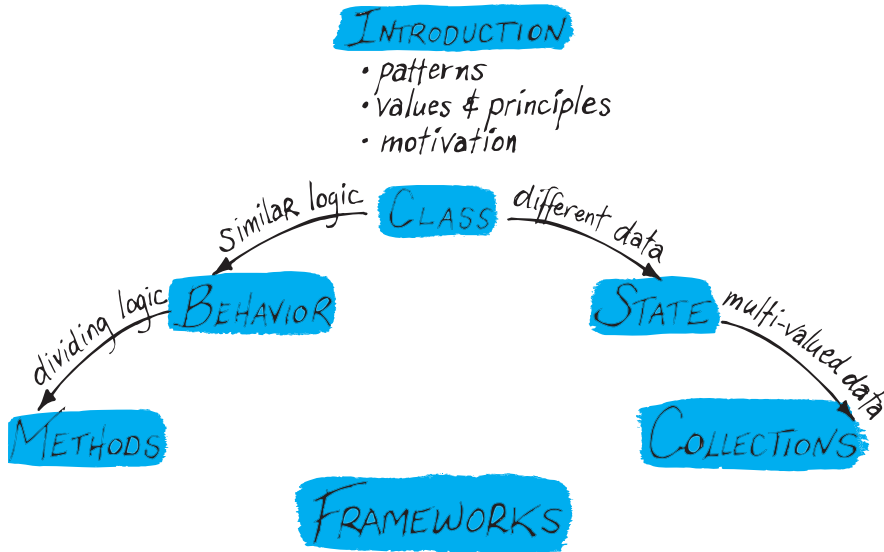 INTRODUCTION
• patterns
• values & principles
• motivation
similar logic
CLASS
different data
dividing logic
BEHAVIOR
STATE
multi-valued data
METHODS
COLLECTIONS
FRAMEWORKS